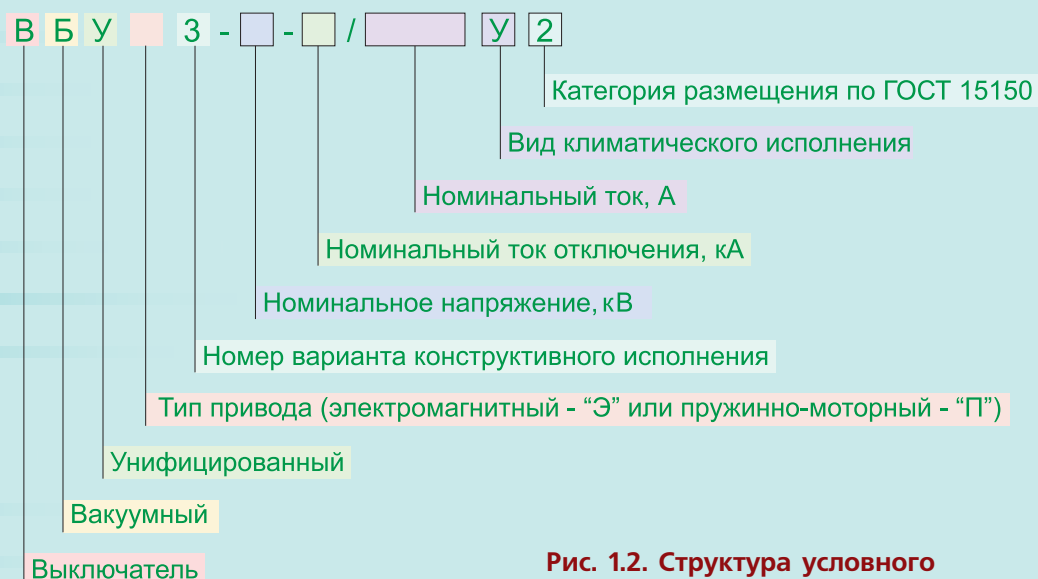 В Б У 3 - - / У 2
Категория размещения по ГОСТ 15150
Вид климатического исполнения
Номинальный ток, А
Номинальный ток отключения, кА
Номинальное напряжение, кВ
Номер варианта конструктивного исполнения
Тип привода (электромагнитный - “Э” или пружинно-моторный - “П”)
Унифицированный
Вакуумный
Выключатель
Рис. 1.2. Структура условного